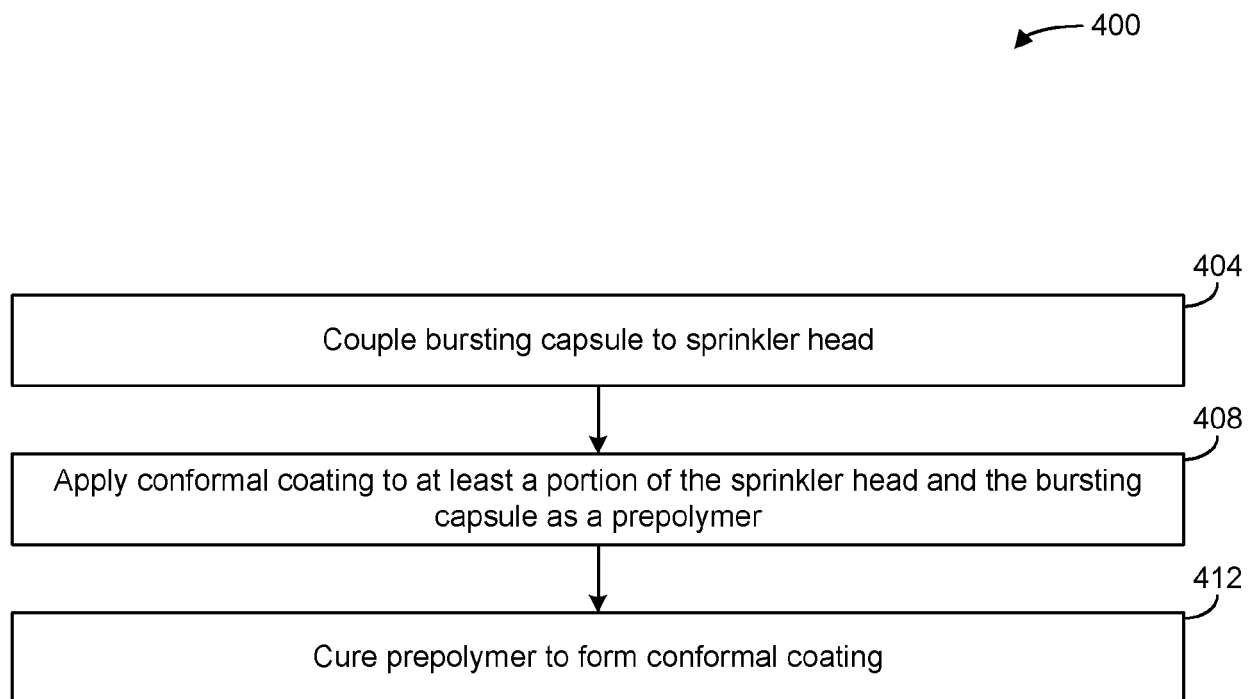 400
404
Couple bursting capsule to sprinkler head
408
Apply conformal coating to at least a portion of the sprinkler head and the bursting
capsule as a prepolymer
412
Cure prepolymer to form conformal coating